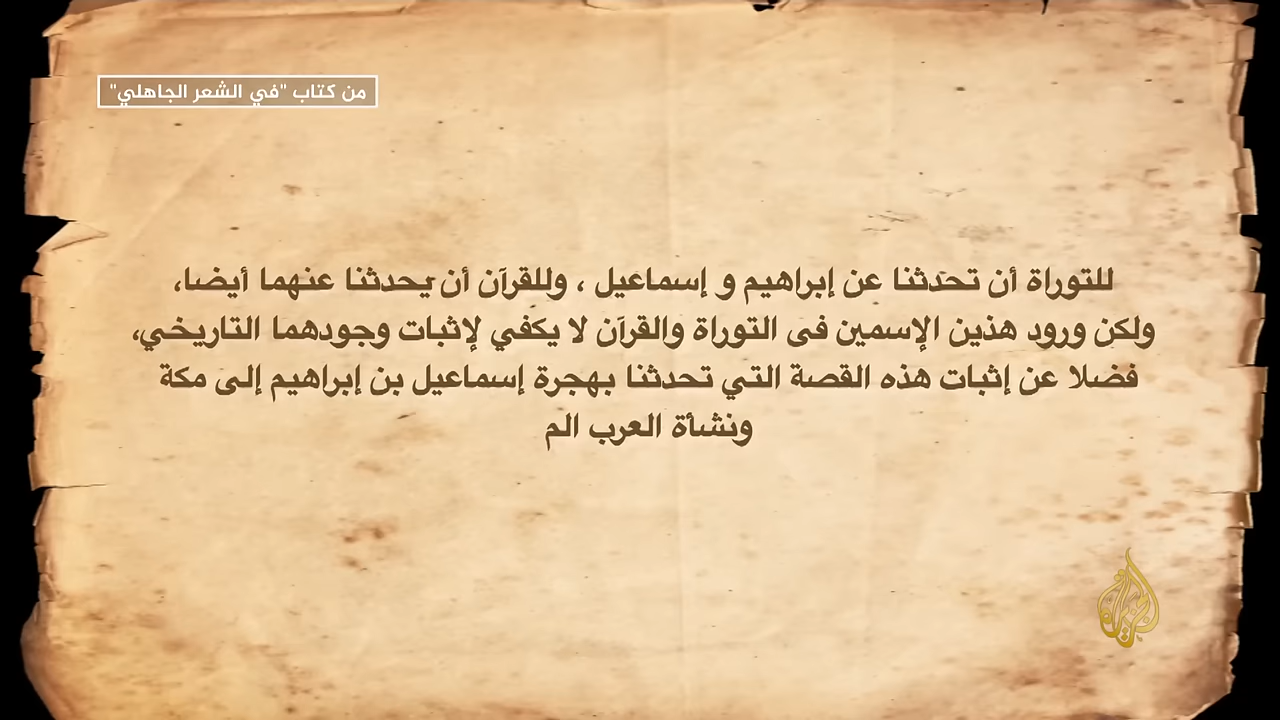 من كتاب "في الشعر الجاهلي"
للتوراة أن تحدثنا عن إبراهيم و إسماعيل ، وللقرآن أن يحدثنا عنهما أيضا،
ولكن ورود هذين الإسمين فى التوراة والقرآن لا يكفي لإثبات وجودهما التاريخي،
فضلا عن إثبات هذه القصة التي تحدثنا بهجرة إسماعيل بن إبراهيم إلى مكة
ونشأة العرب الم
الجزيرة